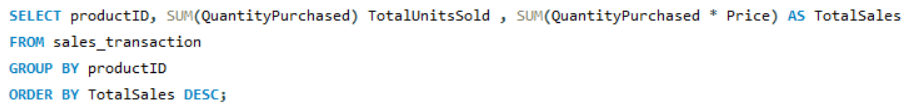 SELECT productID, SUM(QuantityPurchased) TotalUnitsSold , SUM(QuantityPurchased * Price) AS TotalSales
FROM sales_transaction
GROUP BY productID
ORDER BY TotalSales DESC;